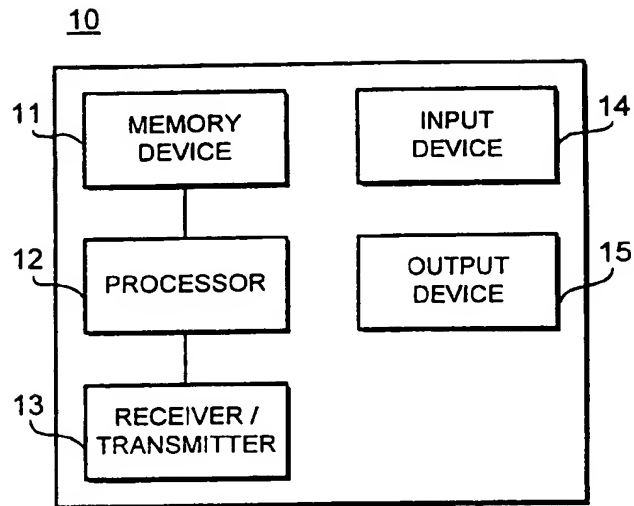 10
11
MEMORY
DEVICE
INPUT
DEVICE
14
12
PROCESSOR
OUTPUT
DEVICE
15
13
RECEIVER /
TRANSMITTER